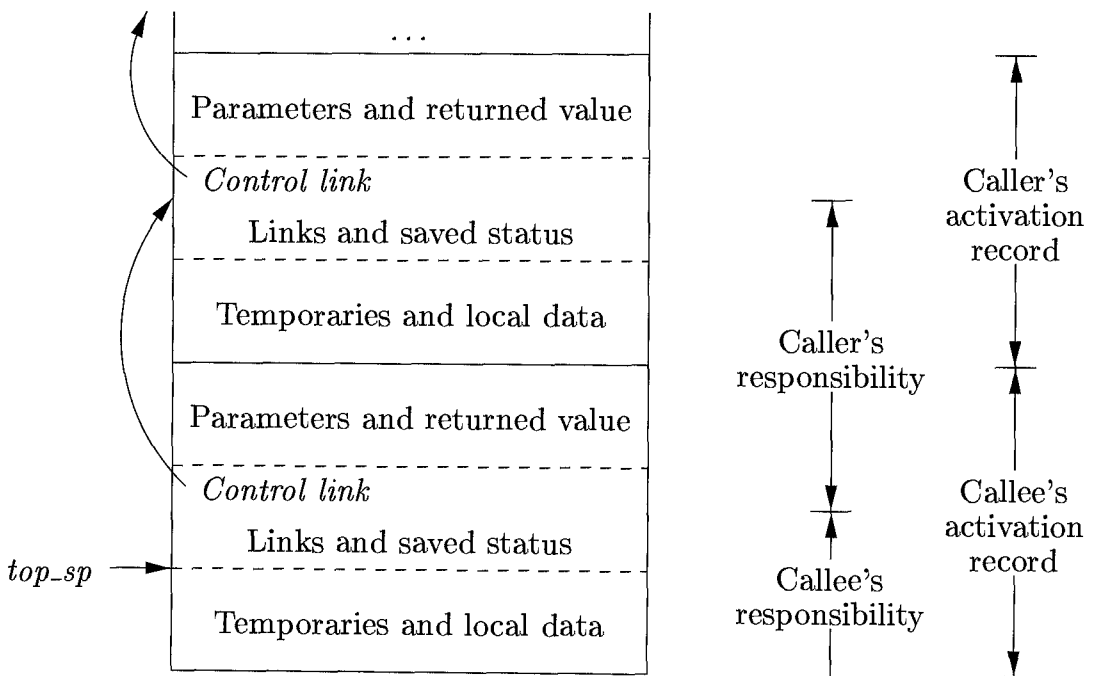 ...
Parameters and returned value
Control link
Links and saved status
Temporaries and local data
Parameters and returned value
Control link
Links and saved status
top_sp
Temporaries and local data
Caller's
responsibility
Callee's
responsibility
Caller's
activation
record
Callee's
activation
record